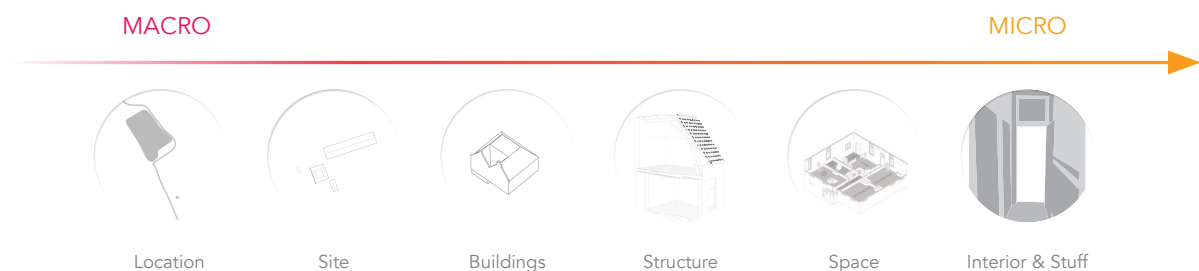 MACRO
MICRO
Location
Site
Buildings
Structure
Space
Interior & Stuff